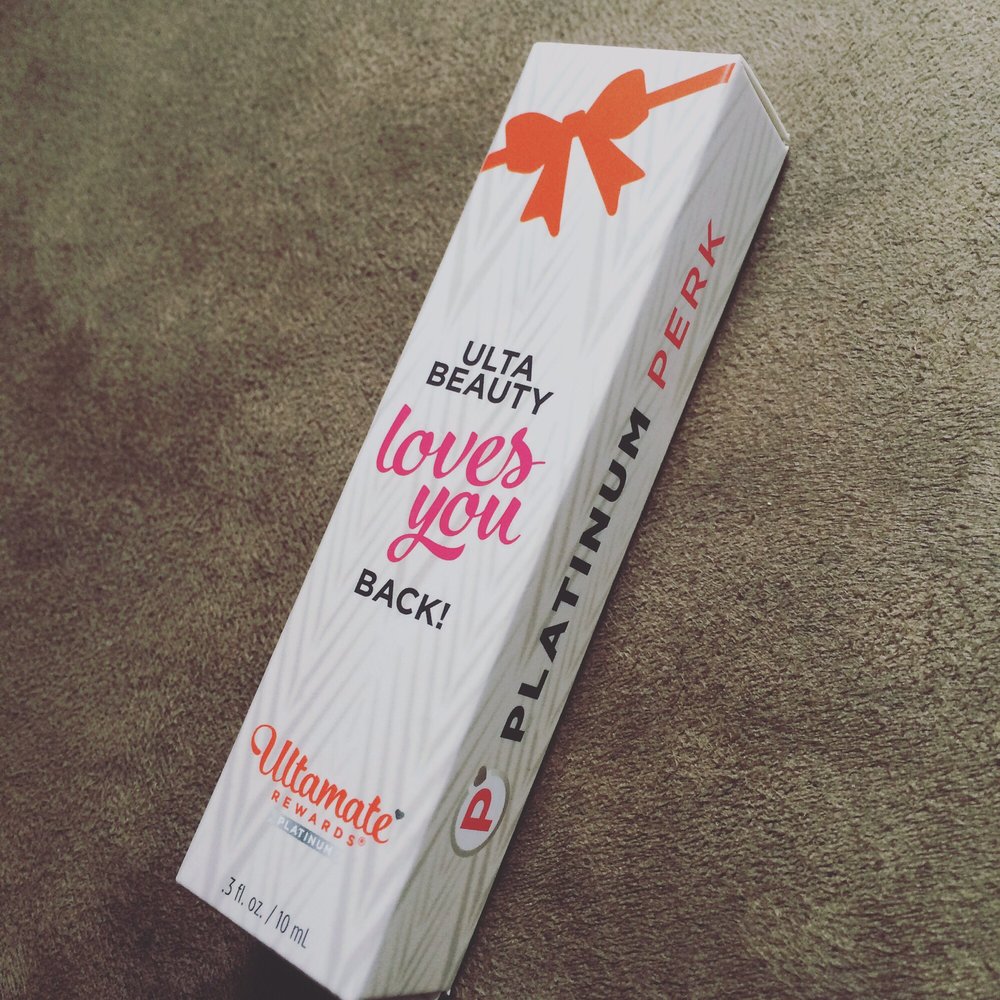 ULTA
BEAUTY
loves
you
BACK!
Ultamate
REWARDS®
PLATINUM
.3 fl. oz. / 10 mL
P
PLATINUM PERK